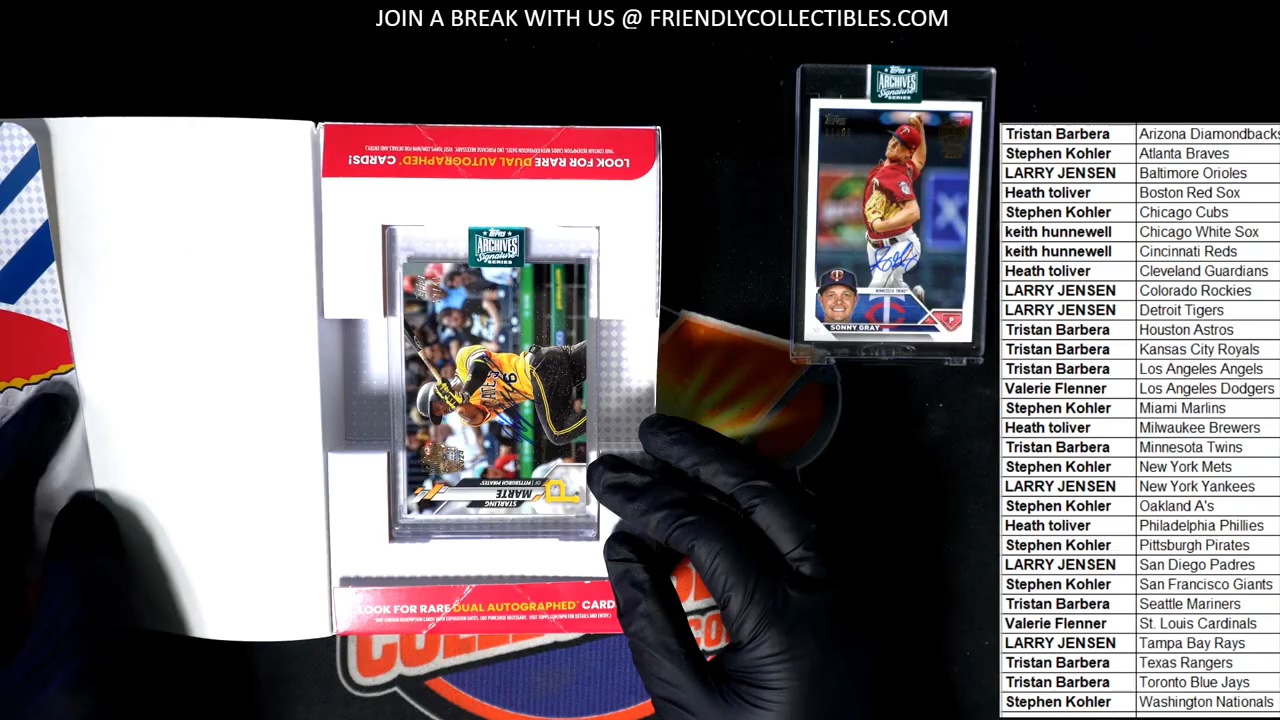 JOIN A BREAK WITH US @ FRIENDLYCOLLECTIBLES.COM
LOOK FOR RARE DUAL AUTOGRAPHED* CARDS!
topps
ARCHIVES
Signature
SERIES
STARLING
MARTE
OF PITTSBURGH PIRATES®
P
LOOK FOR RARE DUAL AUTOGRAPHED* CARD
topps
ARCHIVES
Signature
SERIES
MINNESOTA TWINS®
SONNY GRAY
P
Tristan Barbera Arizona Diamondback
Stephen Kohler Atlanta Braves
LARRY JENSEN Baltimore Orioles
Heath toliver Boston Red Sox
Stephen Kohler Chicago Cubs
keith hunnewell Chicago White Sox
keith hunnewell Cincinnati Reds
Heath toliver Cleveland Guardians
LARRY JENSEN Colorado Rockies
LARRY JENSEN Detroit Tigers
Tristan Barbera Houston Astros
Tristan Barbera Kansas City Royals
Tristan Barbera Los Angeles Angels
Valerie Flenner Los Angeles Dodgers
Stephen Kohler Miami Marlins
Heath toliver Milwaukee Brewers
Tristan Barbera Minnesota Twins
Stephen Kohler New York Mets
LARRY JENSEN New York Yankees
Stephen Kohler Oakland A's
Heath toliver Philadelphia Phillies
Stephen Kohler Pittsburgh Pirates
LARRY JENSEN San Diego Padres
Stephen Kohler San Francisco Giants
Tristan Barbera Seattle Mariners
Valerie Flenner St. Louis Cardinals
LARRY JENSEN Tampa Bay Rays
Tristan Barbera Texas Rangers
Tristan Barbera Toronto Blue Jays
Stephen Kohler Washington Nationals